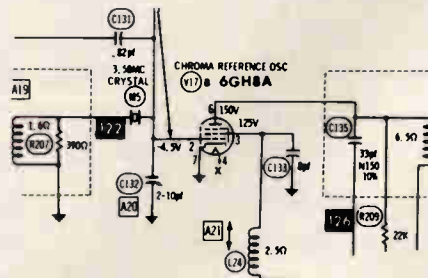 C131
.82pf
3.58MC
CRYSTAL
M5
CHROMA REFERENCE OSC
V17 B 6GH8A
A19
6
150V
125V
1.6Ω
R207
390Ω
122
-4.5V
2
3
7
4
X
C132
2-10pf
A20
C133
C135
33pf
N150
10%
6.5Ω
126
R209
22K
A21
L24
2.5Ω